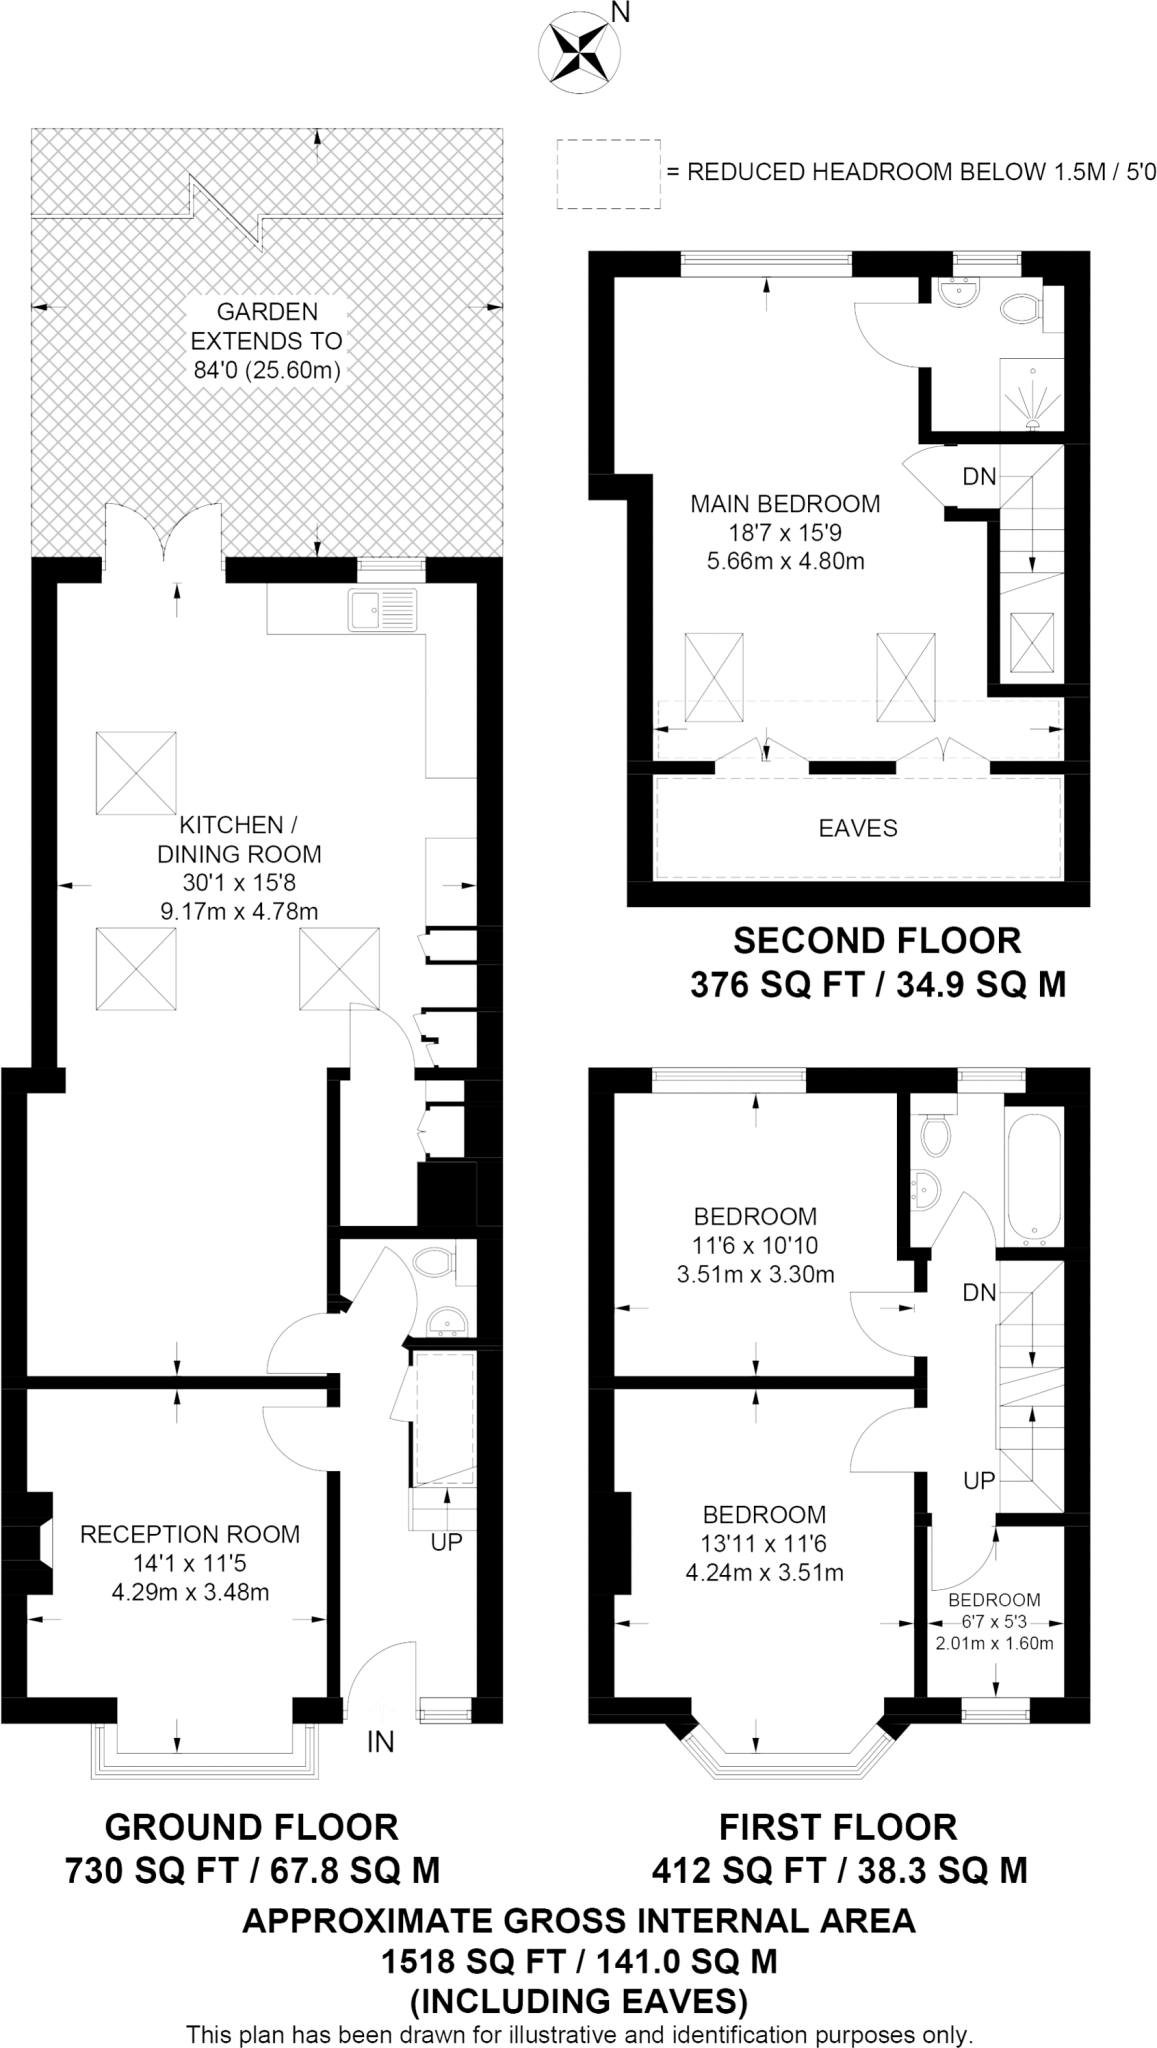 N
= REDUCED HEADROOM BELOW 1.5M / 5'0
GARDEN
EXTENDS TO
84'0 (25.60m)
KITCHEN /
DINING ROOM
30'1 x 15'8
9.17m x 4.78m
RECEPTION ROOM
14'1 x 11'5
4.29m x 3.48m
UP
IN
GROUND FLOOR
730 SQ FT / 67.8 SQ M
MAIN BEDROOM
18'7 x 15'9
5.66m x 4.80m
DN
EAVES
SECOND FLOOR
376 SQ FT / 34.9 SQ M
BEDROOM
11'6 x 10'10
3.51m x 3.30m
DN
UP
BEDROOM
13'11 x 11'6
4.24m x 3.51m
BEDROOM
6'7 x 5'3
2.01m x 1.60m
FIRST FLOOR
412 SQ FT / 38.3 SQ M
APPROXIMATE GROSS INTERNAL AREA
1518 SQ FT / 141.0 SQ M
(INCLUDING EAVES)
This plan has been drawn for illustrative and identification purposes only.